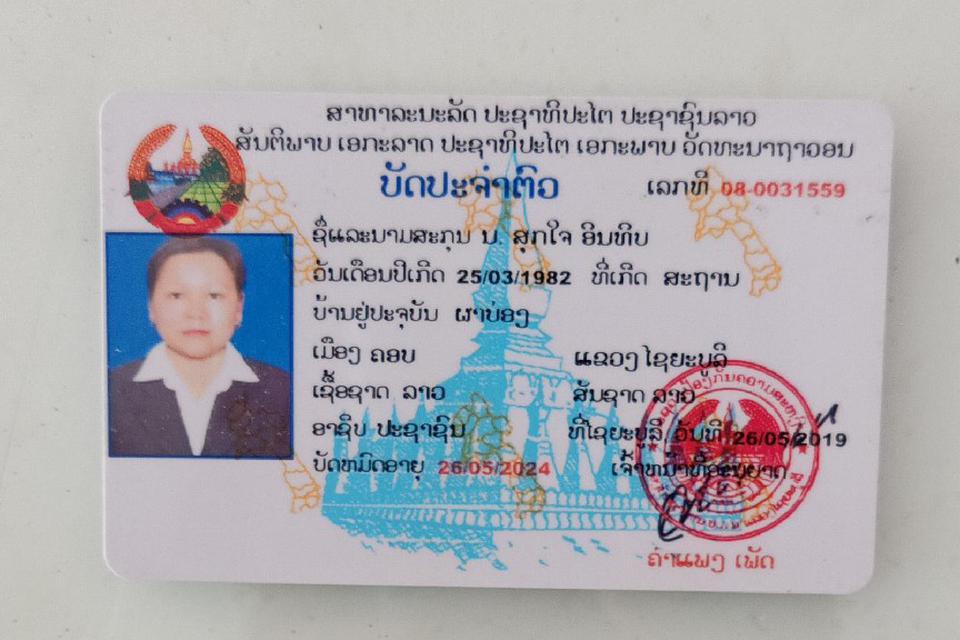 ສາທາລະນະລັດ ປະຊາທິປະໄຕ ປະຊາຊົນລາວ
ສັນຕິພາບ ເອກະລາດ ປະຊາທິປະໄຕ ເອກະພາບ ວັດທະນາຖາວອນ
ບັດປະຈຳຕົວ
ເລກທີ 08-0031559
ຊື່ແລະນາມສະກຸນ ນ. ສຸກໃຈ ອິນທິບ
ວັນເດືອນປີເກີດ 25/03/1982 ທີ່ເກີດ ສະຖານ
ບ້ານຢູ່ປະຈຸບັນ ຜາບ່ອງ
ເມືອງ ຄອບ ແຂວງ ໄຊຍະບູລີ
ເຊື້ອຊາດ ລາວ ສັນຊາດ ລາວ
ອາຊີບ ປະຊາຊົນ ທີ່ໄຊຍະບູລີ ວັນທີ 26/05/2019
ບັດຫມົດອາຍຸ 26/05/2024 ເຈົ້າຫນ້າທີ່ອະນຸຍາດ
ຄຳແພງ ເພັດ